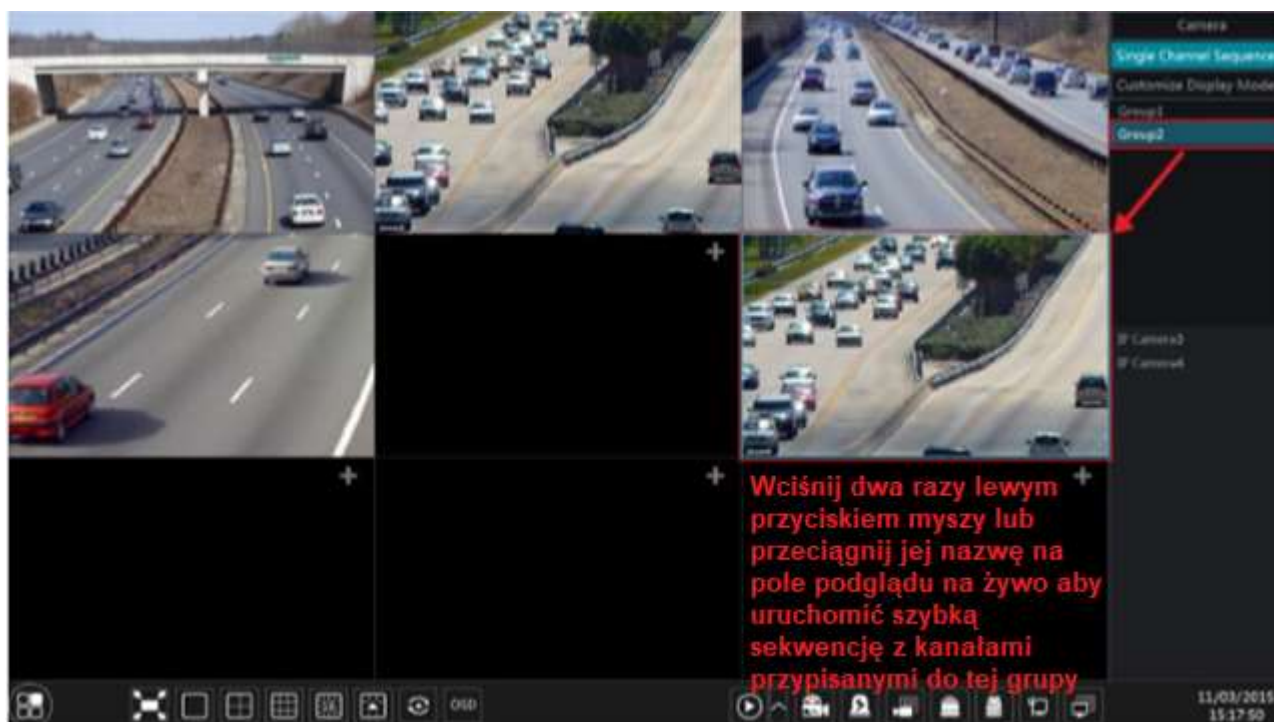 Camera
Single Channel Sequence
Customize Display Mode
Group1
Group2
IP Camera3
IP Camera4
Wciśnij dwa razy lewym
przyciskiem myszy lub
przeciągnij jej nazwę na
pole podglądu na żywo aby
uruchomić szybką
sekwencję z kanałami
przypisanymi do tej grupy
OSD
11/03/2015
15:17:50